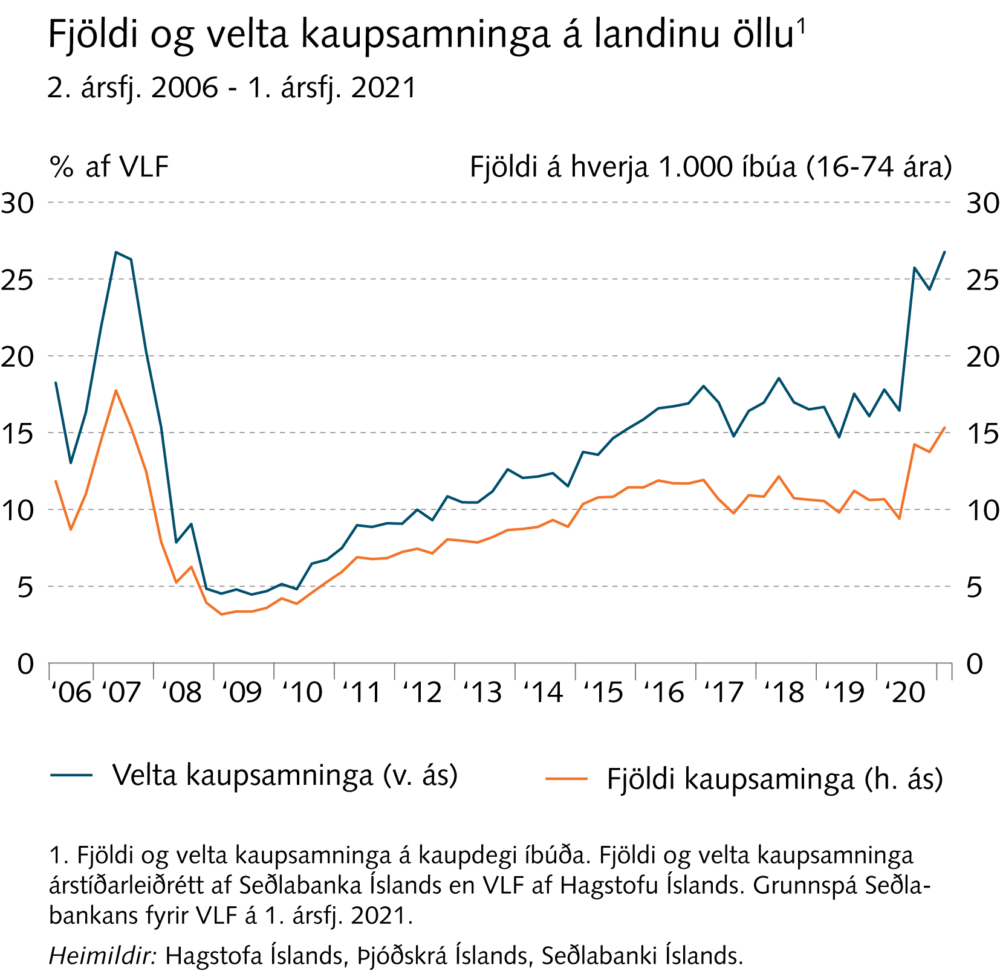 Fjöldi og velta kaupsamninga á landinu öllu¹
2. ársfj. 2006 - 1. ársfj. 2021
% af VLF
Fjöldi á hverja 1.000 íbúa (16-74 ára)
30 30
25 25
20 20
15 15
10 10
5 5
0 0
‘06 ‘07 ‘08 ‘09 ‘10 ‘11 ‘12 ‘13 ‘14 ‘15 ‘16 ‘17 ‘18 ‘19 ‘20
Velta kaupsamninga (v. ás)
Fjöldi kaupsaminga (h. ás)
1. Fjöldi og velta kaupsamninga á kaupdegi íbúða. Fjöldi og velta kaupsamninga
árstíðarleiðrétt af Seðlabanka Íslands en VLF af Hagstofu Íslands. Grunnspá Seðla-
bankans fyrir VLF á 1. ársfj. 2021.
Heimildir: Hagstofa Íslands, Þjóðskrá Íslands, Seðlabanki Íslands.